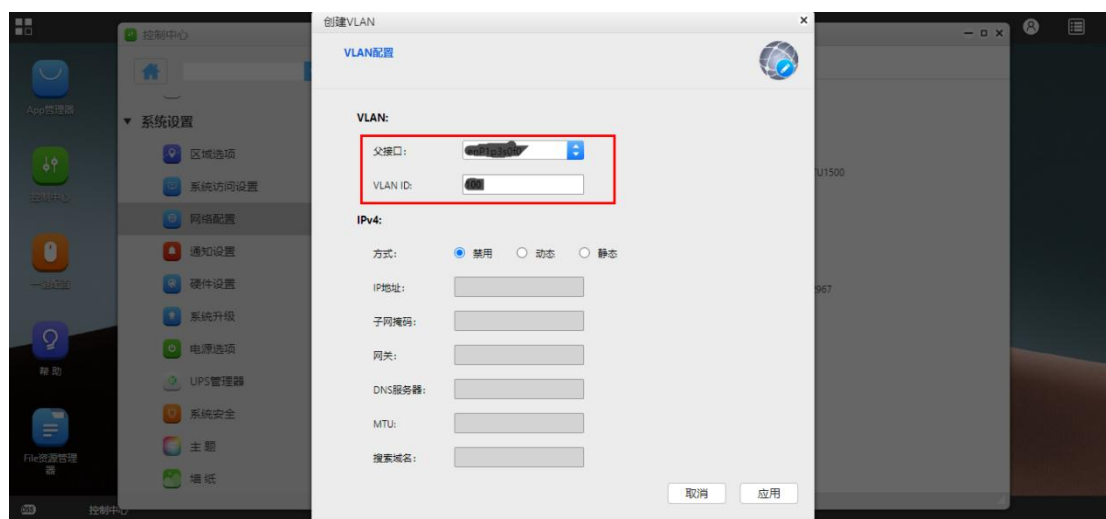 创建VLAN
控制中心
VLAN配置
App管理器
系统设置
VLAN:
区域选项
父接口:
系统访问设置
VLAN ID:
U1500
控制中心
网络配置
IPv4:
通知设置
方式: 禁用 动态 静态
硬件设置
IP地址:
967
系统升级
子网掩码:
电源选项
网关:
帮助
UPS管理器
DNS服务器:
系统安全
MTU:
File资源管理器
主题
搜索域名:
墙纸
取消 应用
控制中心